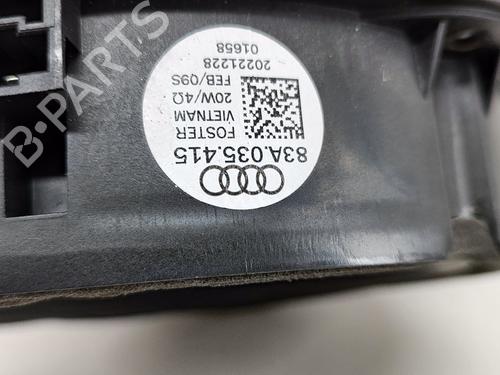 83A.035.415
FOSTER
VIETNAM
20W/4Ω
FEB/09S
20221228
01658
B-PARTS